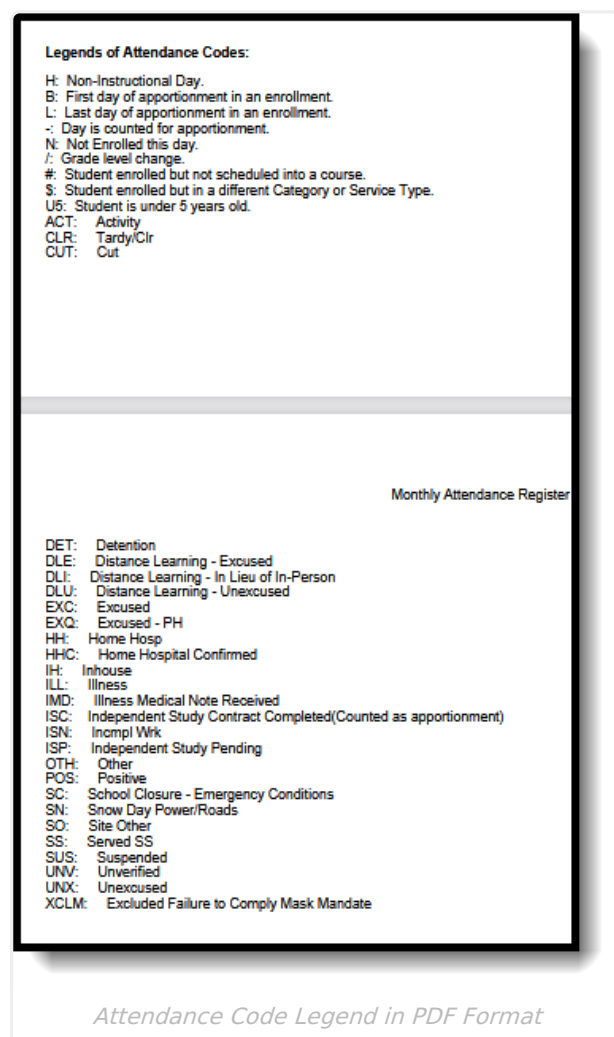 Legends of Attendance Codes:
H: Non-Instructional Day.
B: First day of apportionment in an enrollment.
L: Last day of apportionment in an enrollment.
-: Day is counted for apportionment.
N: Not Enrolled this day.
/: Grade level change.
#: Student enrolled but not scheduled into a course.
$: Student enrolled but in a different Category or Service Type.
U5: Student is under 5 years old.
ACT: Activity
CLR: Tardy/Clr
CUT: Cut
Monthly Attendance Register
DET: Detention
DLE: Distance Learning - Excused
DLI: Distance Learning - In Lieu of In-Person
DLU: Distance Learning - Unexcused
EXC: Excused
EXQ: Excused - PH
HH: Home Hosp
HHC: Home Hospital Confirmed
IH: Inhouse
ILL: Illness
IMD: Illness Medical Note Received
ISC: Independent Study Contract Completed(Counted as apportionment)
ISN: Incmpl Wrk
ISP: Independent Study Pending
OTH: Other
POS: Positive
SC: School Closure - Emergency Conditions
SN: Snow Day Power/Roads
SO: Site Other
SS: Served SS
SUS: Suspended
UNV: Unverified
UNX: Unexcused
XCLM: Excluded Failure to Comply Mask Mandate
Attendance Code Legend in PDF Format